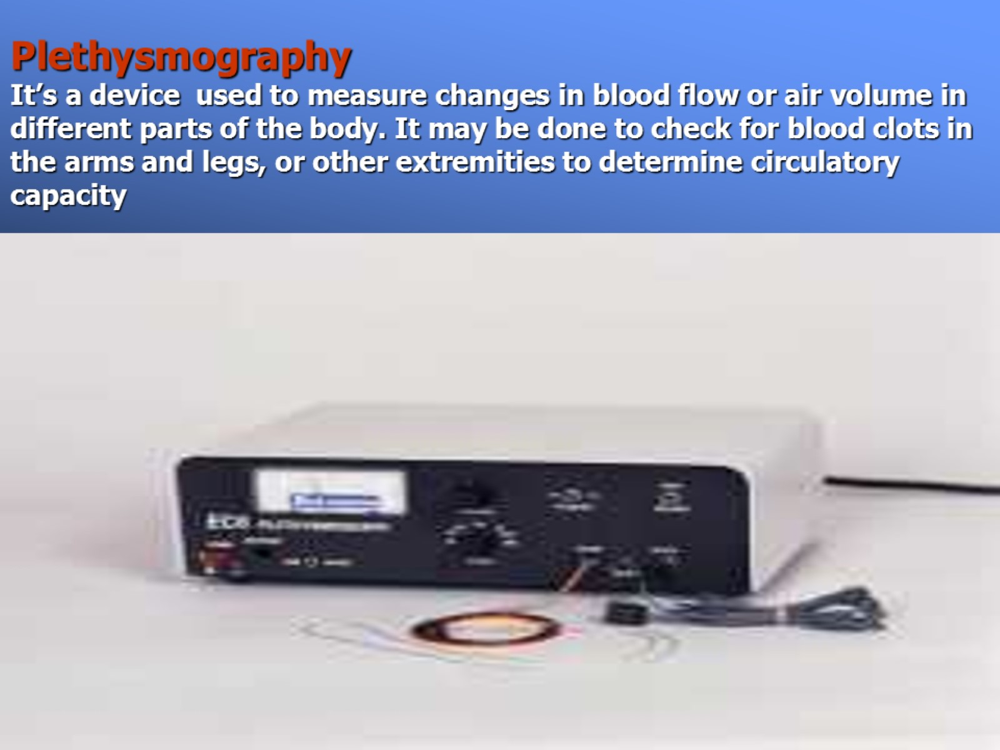 Plethysmography
It’s a device  used to measure changes in blood flow or air volume in
different parts of the body. It may be done to check for blood clots in
the arms and legs, or other extremities to determine circulatory
capacity